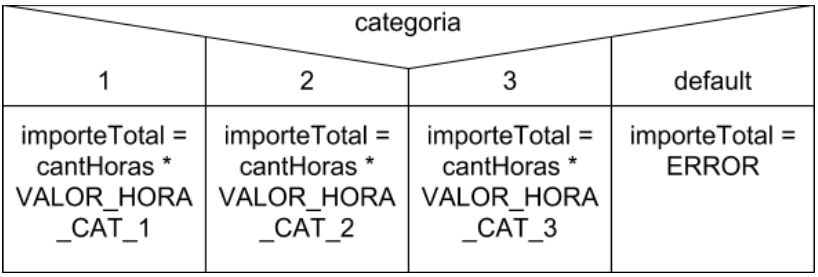 categoria
1
2
3
default
importeTotal =
cantHoras *
VALOR_HORA
_CAT_1
importeTotal =
cantHoras *
VALOR_HORA
_CAT_2
importeTotal =
cantHoras *
VALOR_HORA
_CAT_3
importeTotal =
ERROR